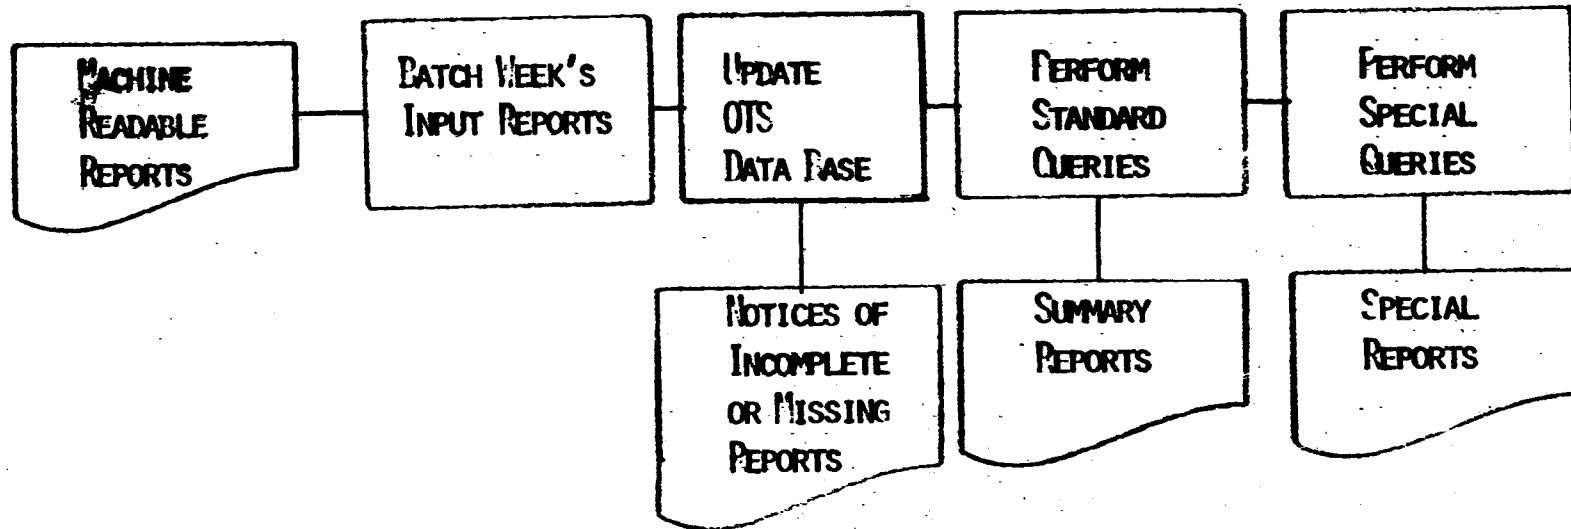 MACHINE
READABLE
REPORTS
BATCH WEEK'S
INPUT REPORTS
UPDATE
OTS
DATA BASE
PERFORM
STANDARD
QUERIES
PERFORM
SPECIAL
QUERIES
NOTICES OF
INCOMPLETE
OR MISSING
REPORTS
SUMMARY
REPORTS
SPECIAL
REPORTS